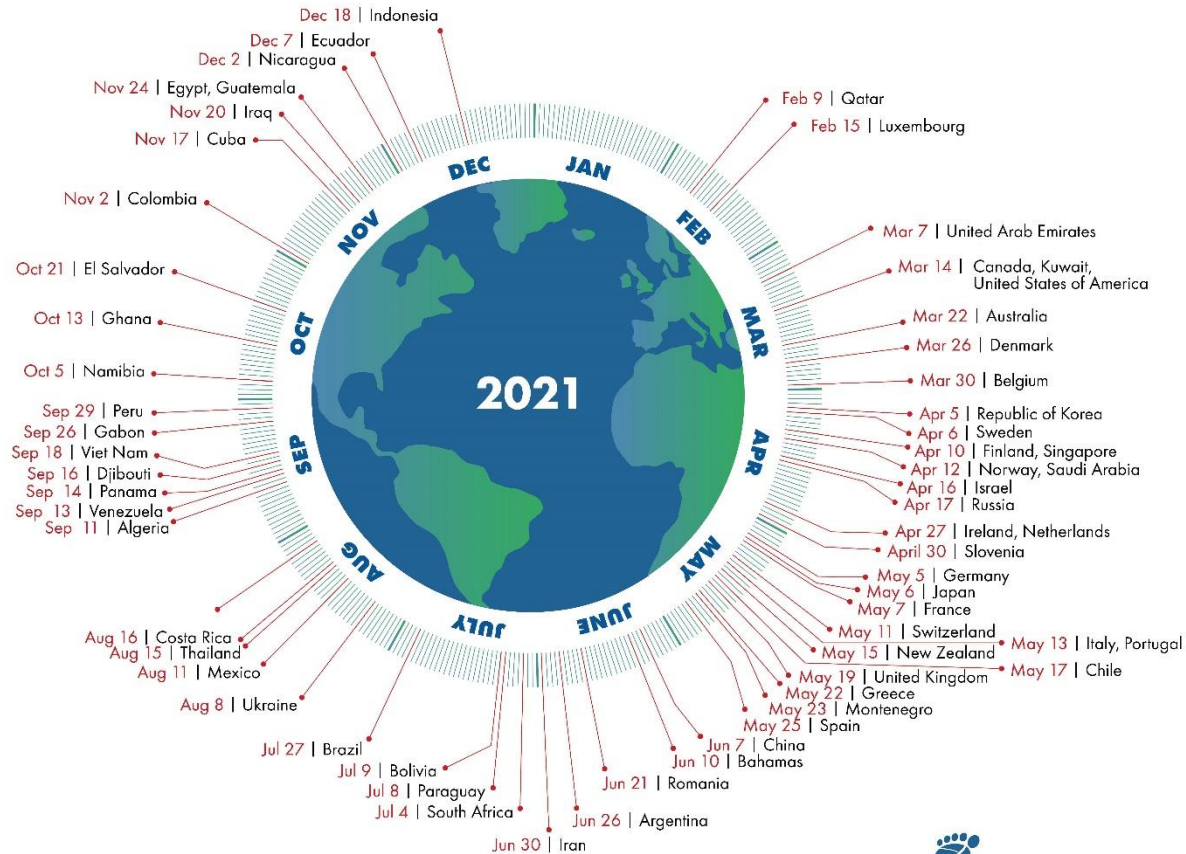 Dec 18 | Indonesia
Dec 7 | Ecuador
Dec 2 | Nicaragua
Nov 24 | Egypt, Guatemala
Nov 20 | Iraq
Nov 17 | Cuba
Nov 2 | Colombia
Oct 21 | El Salvador
Oct 13 | Ghana
Oct 5 | Namibia
Sep 29 | Peru
Sep 26 | Gabon
Sep 18 | Viet Nam
Sep 16 | Djibouti
Sep 14 | Panama
Sep 13 | Venezuela
Sep 11 | Algeria
Aug 16 | Costa Rica
Aug 15 | Thailand
Aug 11 | Mexico
Aug 8 | Ukraine
Jul 27 | Brazil
Jul 9 | Bolivia
Jul 8 | Paraguay
Jul 4 | South Africa
Feb 9 | Qatar
Feb 15 | Luxembourg
Mar 7 | United Arab Emirates
Mar 14 | Canada, Kuwait,
United States of America
Mar 22 | Australia
Mar 26 | Denmark
Mar 30 | Belgium
Apr 5 | Republic of Korea
Apr 6 | Sweden
Apr 10 | Finland, Singapore
Apr 12 | Norway, Saudi Arabia
Apr 16 | Israel
Apr 17 | Russia
Apr 27 | Ireland, Netherlands
April 30 | Slovenia
May 5 | Germany
May 6 | Japan
May 7 | France
May 11 | Switzerland
May 13 | Italy, Portugal
May 15 | New Zealand
May 17 | Chile
May 19 | United Kingdom
May 22 | Greece
May 23 | Montenegro
May 25 | Spain
Jun 7 | China
Jun 10 | Bahamas
Jun 21 | Romania
Jun 26 | Argentina
Jun 30 | Iran
JAN
FEB
MAR
APR
MAY
JUNE
JULY
AUG
SEP
OCT
NOV
DEC
2021